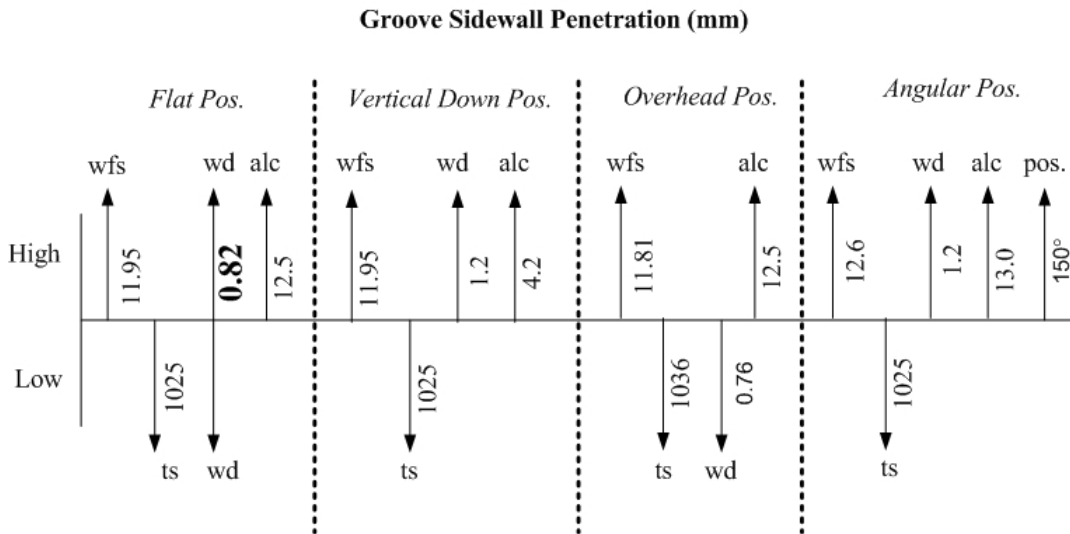 Groove Sidewall Penetration (mm)
Flat Pos. Vertical Down Pos. Overhead Pos. Angular Pos.
wfs wd alc wfs wd alc wfs alc wfs wd alc pos.
High 11.95 0.82 12.5 11.95 1.2 4.2 11.81 12.5 12.6 1.2 13.0 150°
Low 1025 1025 1036 0.76 1025
ts wd ts ts wd ts